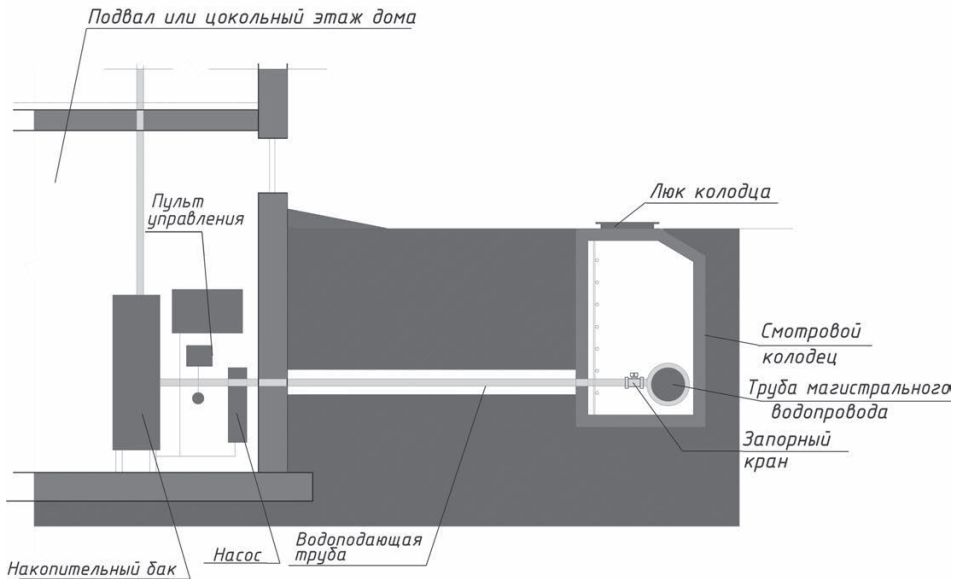 Подвал или цокольный этаж дома
Пульт
управления
Люк колодца
Смотровой
колодец
Труба магистрального
водопровода
Запорный
кран
Водоподающая
труба
Насос
Накопительный бак